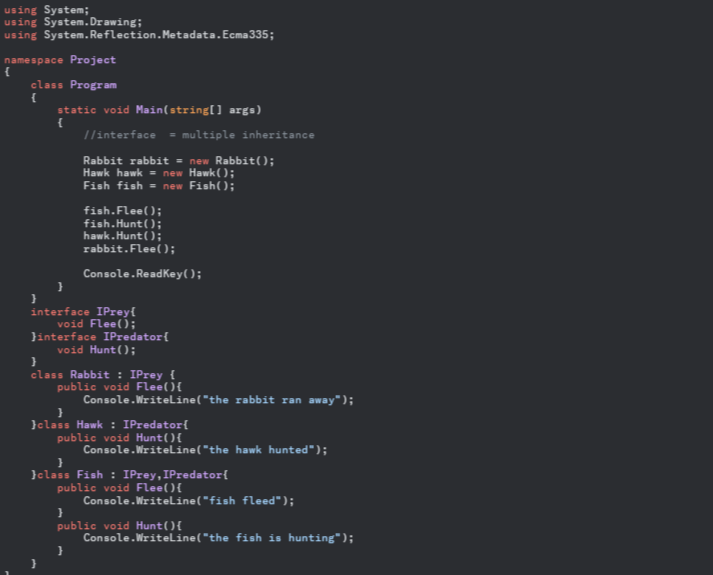 using System;
using System.Drawing;
using System.Reflection.Metadata.Ecma335;

namespace Project
{
    class Program
    {
        static void Main(string[] args)
        {
            //interface  = multiple inheritance

            Rabbit rabbit = new Rabbit();
            Hawk hawk = new Hawk();
            Fish fish = new Fish();

            fish.Flee();
            fish.Hunt();
            hawk.Hunt();
            rabbit.Flee();

            Console.ReadKey();
        }
    }
    interface IPrey{
        void Flee();
    }interface IPredator{
        void Hunt();
    }
    class Rabbit : IPrey {
        public void Flee(){
            Console.WriteLine("the rabbit ran away");
        }
    }class Hawk : IPredator{
        public void Hunt(){
            Console.WriteLine("the hawk hunted");
        }
    }class Fish : IPrey,IPredator{
        public void Flee(){
            Console.WriteLine("fish fleed");
        }
        public void Hunt(){
            Console.WriteLine("the fish is hunting");
        }
    }
}